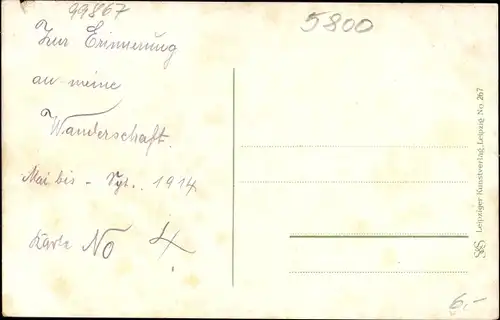 99867
5800
Zur Erinnerung
an meine
Wanderschaft.
Mai bis - 1914
Karte No 4
Leipziger Kunstverlag, Leipzig No. 267
6,-